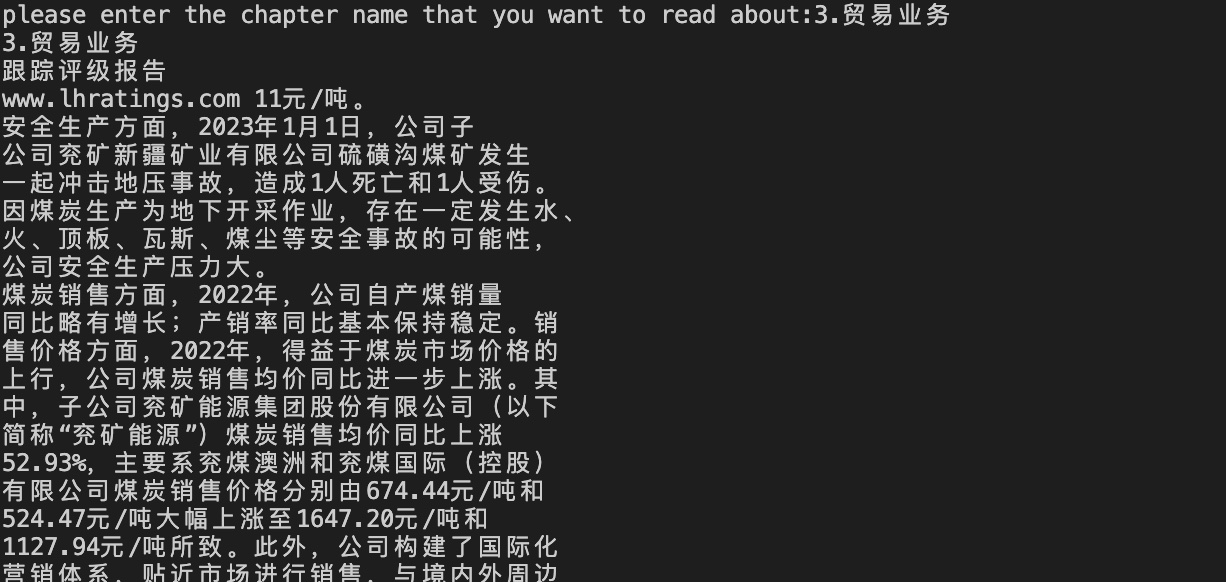 please enter the chapter name that you want to read about:3.贸易业务
3.贸易业务
跟踪评级报告
www.lhratings.com 11元/吨。
安全生产方面，2023年1月1日，公司子
公司兖矿新疆矿业有限公司硫磺沟煤矿发生
一起冲击地压事故，造成1人死亡和1人受伤。
因煤炭生产为地下开采作业，存在一定发生水、
火、顶板、瓦斯、煤尘等安全事故的可能性，
公司安全生产压力大。
煤炭销售方面，2022年，公司自产煤销量
同比略有增长；产销率同比基本保持稳定。销
售价格方面，2022年，得益于煤炭市场价格的
上行，公司煤炭销售均价同比进一步上涨。其
中，子公司兖矿能源集团股份有限公司（以下
简称“兖矿能源”）煤炭销售均价同比上涨
52.93%，主要系兖煤澳洲和兖煤国际（控股）
有限公司煤炭销售价格分别由674.44元/吨和
524.47元/吨大幅上涨至1647.20元/吨和
1127.94元/吨所致。此外，公司构建了国际化
营销体系，贴近市场进行销售，与境内外周边